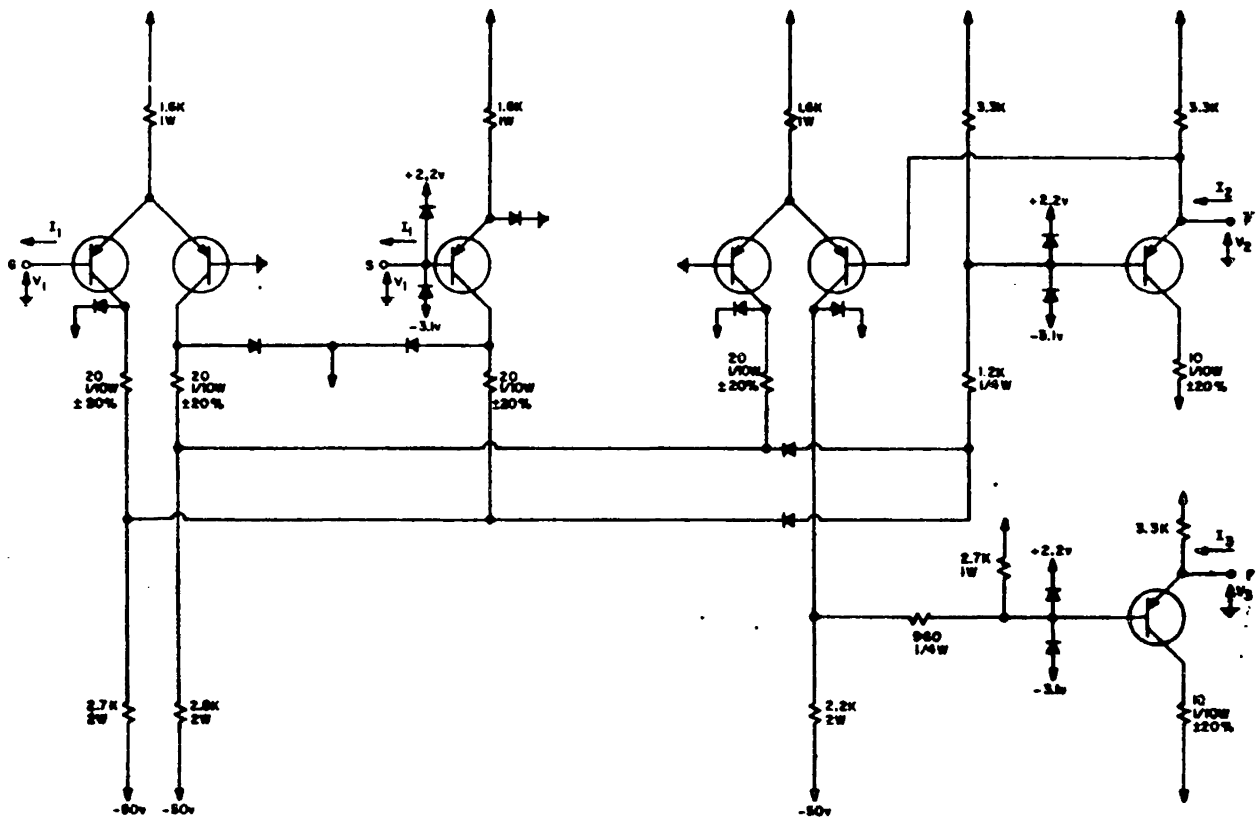 1.6K
1W
1.6K
1W
1.6K
1W
3.3K
3.3K
+2.2v
I₁
I₁
+2.2v
I₂
G
V₁
S
V₁
V₂
-3.1v
-3.1v
20
1/10W
20
1/10W
±20%
20
1/10W
±20%
20
1/10W
±20%
1.2K
1/4W
10
1/10W
±20%
3.3K
I₃
2.7K
1W
+2.2v
V₃
960
1/4W
-3.1v
2.7K
2W
2W
2.2K
2W
10
1/10W
±20%
-50v
-50v